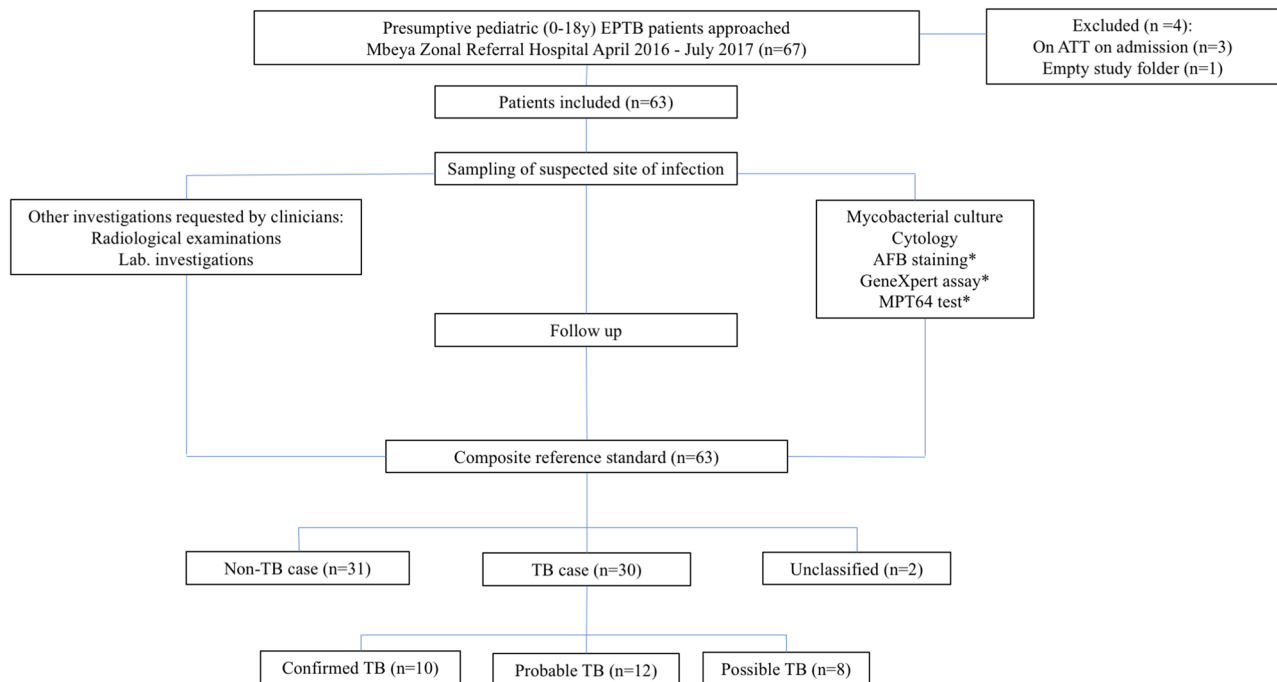 Presumptive pediatric (0-18y) EPTB patients approached
Mbeya Zonal Referral Hospital April 2016 - July 2017 (n=67)
Excluded (n =4):
On ATT on admission (n=3)
Empty study folder (n=1)
Patients included (n=63)
Sampling of suspected site of infection
Other investigations requested by clinicians:
Radiological examinations
Lab. investigations
Mycobacterial culture
Cytology
AFB staining*
GeneXpert assay*
MPT64 test*
Follow up
Composite reference standard (n=63)
Non-TB case (n=31)
TB case (n=30)
Unclassified (n=2)
Confirmed TB (n=10)
Probable TB (n=12)
Possible TB (n=8)